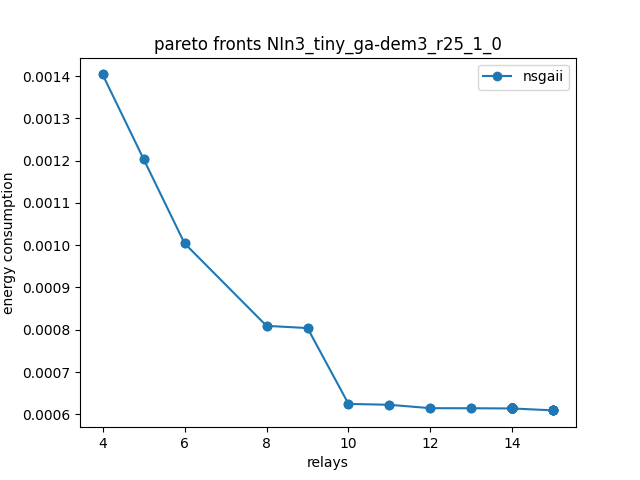 pareto fronts NIn3_tiny_ga-dem3_r25_1_0
nsgaii
energy consumption
0.0014
0.0013
0.0012
0.0011
0.0010
0.0009
0.0008
0.0007
0.0006
4 6 8 10 12 14
relays